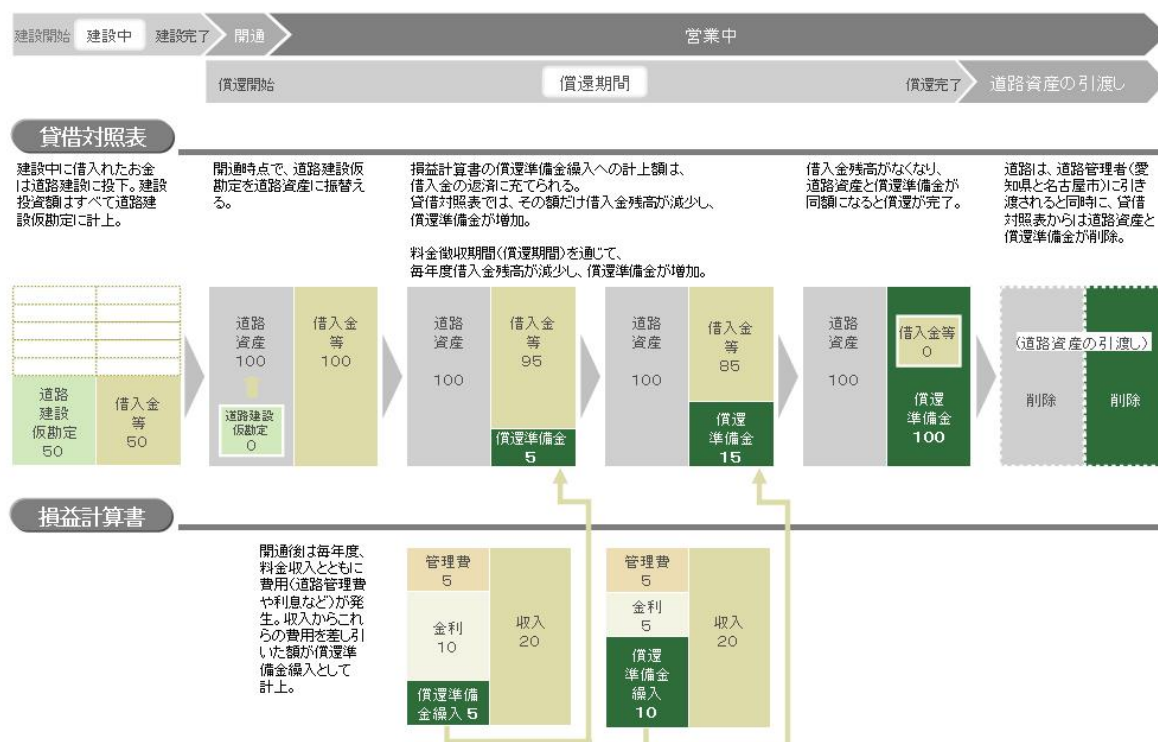 建設開始
建設中
建設完了
開通
営業中
償還開始
償還期間
償還完了
道路資産の引渡し
貸借対照表
建設中に借入れたお金
は道路建設に投下。建設
投資額はすべて道路建
設仮勘定に計上。
開通時点で、道路建設仮
勘定を道路資産に振替え
る。
損益計算書の償還準備金繰入への計上額は、
借入金の返済に充てられる。
貸借対照表では、その額だけ借入金残高が減少し、
償還準備金が増加。
料金徴収期間(償還期間)を通じて、
毎年度借入金残高が減少し、償還準備金が増加。
借入金残高がなくなり、
道路資産と償還準備金が
同額になると償還が完了。
道路は、道路管理者(愛
知県と名古屋市)に引き
渡されると同時に、貸借
対照表からは道路資産と
償還準備金が削除。
道路
建設
仮勘定
50
借入金
等
50
道路
資産
100
道路建設
仮勘定
0
借入金
等
100
道路
資産
100
借入金
等
95
償還準備金
5
道路
資産
100
借入金
等
85
償還
準備金
15
道路
資産
100
借入金等
0
償還
準備金
100
(道路資産の引渡し)
削除
削除
損益計算書
開通後は毎年度、
料金収入とともに
費用(道路管理費
や利息など)が発
生。収入からこれ
らの費用を差し引
いた額が償還準
備金繰入として
計上。
管理費
5
金利
10
償還準備
金繰入 5
収入
20
管理費
5
金利
5
償還
準備金
繰入
10
収入
20